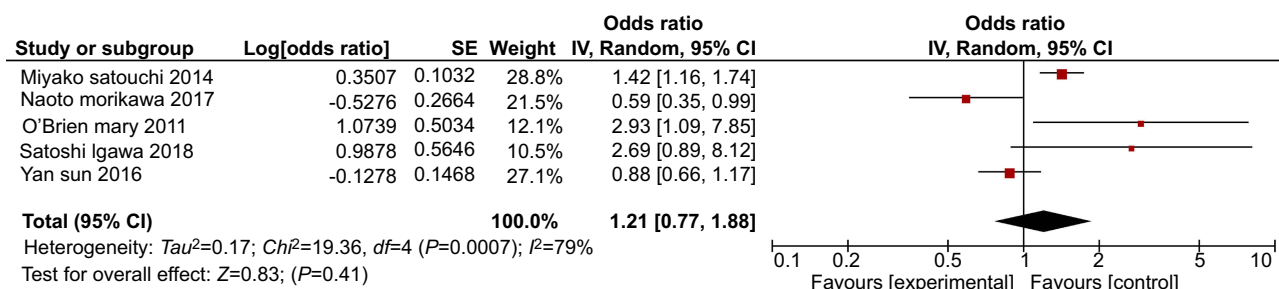 Odds ratio Odds ratio
Study or subgroup Log[odds ratio] SE Weight IV, Random, 95% CI IV, Random, 95% CI
Miyako satouchi 2014 0.3507 0.1032 28.8% 1.42 [1.16, 1.74]
Naoto morikawa 2017 -0.5276 0.2664 21.5% 0.59 [0.35, 0.99]
O’Brien mary 2011 1.0739 0.5034 12.1% 2.93 [1.09, 7.85]
Satoshi Igawa 2018 0.9878 0.5646 10.5% 2.69 [0.89, 8.12]
Yan sun 2016 -0.1278 0.1468 27.1% 0.88 [0.66, 1.17]
Total (95% CI) 100.0% 1.21 [0.77, 1.88]
Heterogeneity: Tau²=0.17; Chi²=19.36, df=4 (P=0.0007); I²=79%
Test for overall effect: Z=0.83; (P=0.41)
0.1 0.2 0.5 1 2 5 10
Favours [experimental] Favours [control]